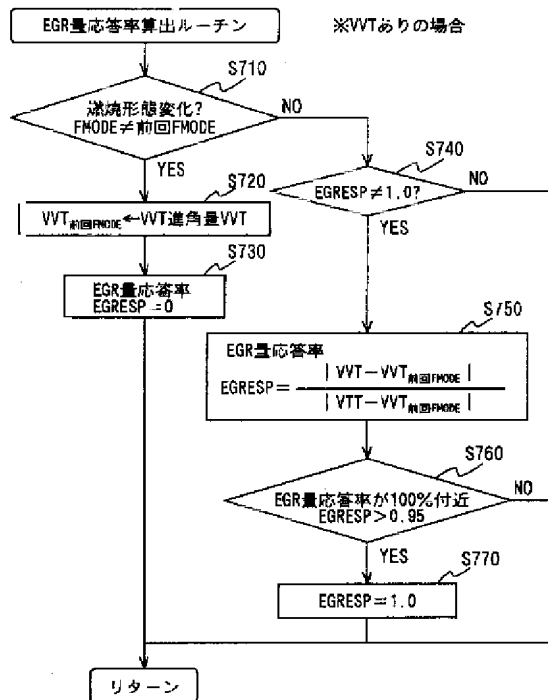 EGR量応答率算出ルーチン
※VVTありの場合
S710
燃焼形態変化?
FMODE≠前回FMODE
NO
YES
S720
VVT前回FMODE←VVT進角量VVT
S730
EGR量応答率
EGRESP=0
S740
EGRESP≠1.0?
NO
YES
S750
EGR量応答率
EGRESP=
|VVT−VVT前回FMODE|
|VTT−VVT前回FMODE|
S760
EGR量応答率が100%付近
EGRESP>0.95
NO
YES
S770
EGRESP=1.0
リターン